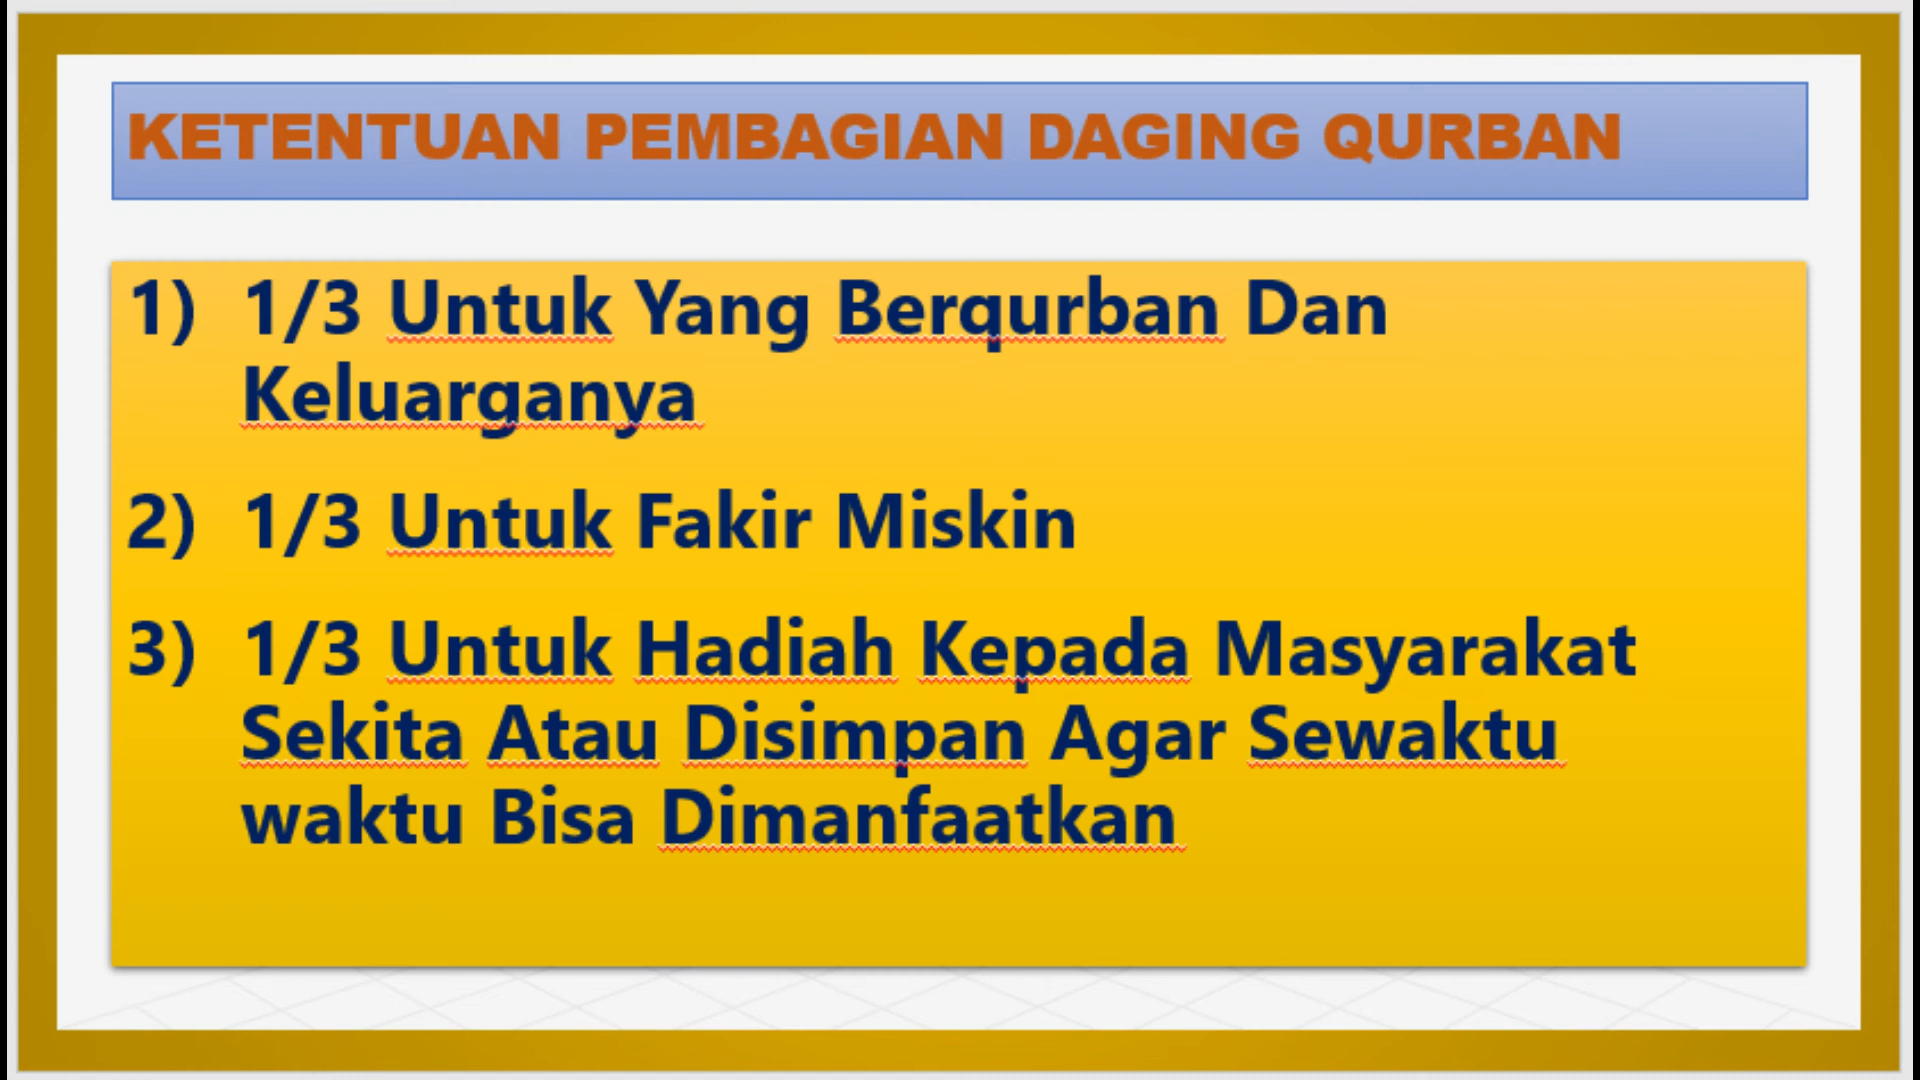 KETENTUAN PEMBAGIAN DAGING QURBAN
1) 1/3 Untuk Yang Berqurban Dan
Keluarganya
2) 1/3 Untuk Fakir Miskin
3) 1/3 Untuk Hadiah Kepada Masyarakat
Sekita Atau Disimpan Agar Sewaktu
waktu Bisa Dimanfaatkan